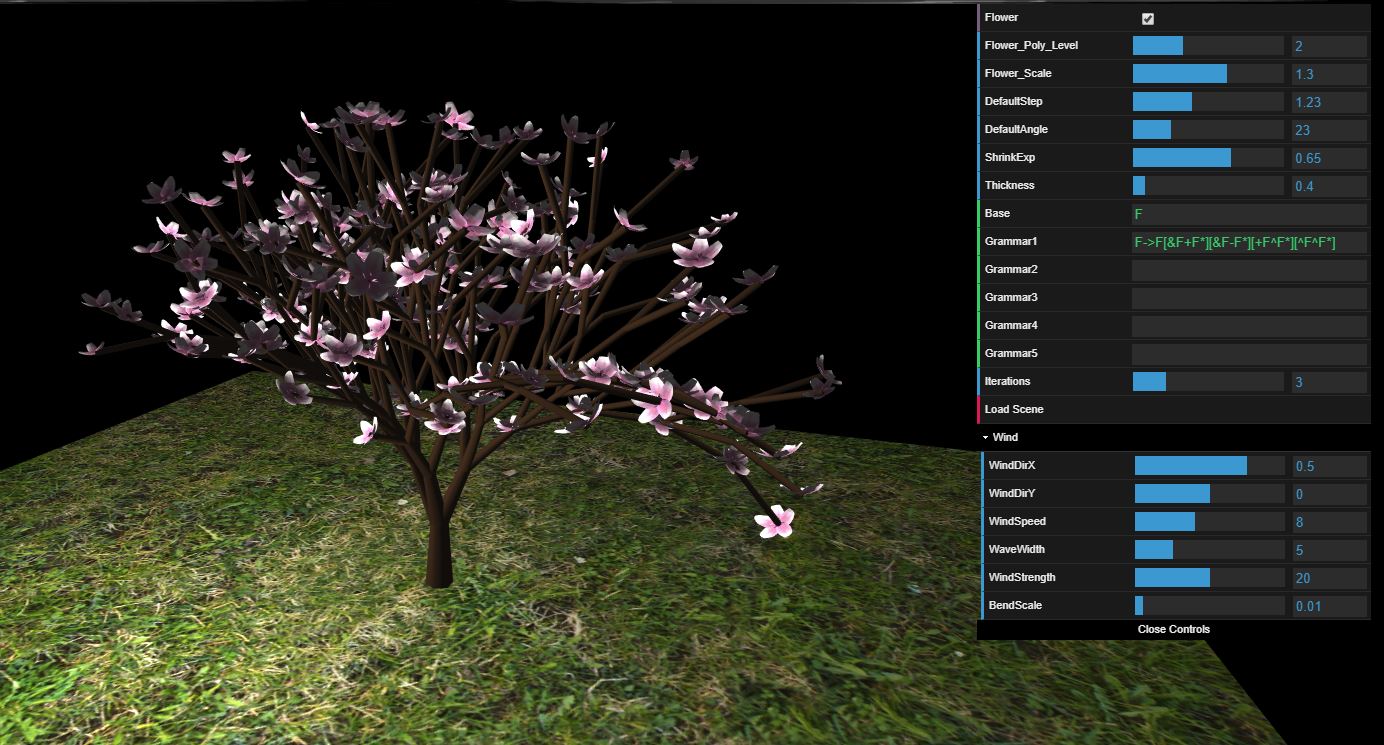 Flower
Flower_Poly_Level 2
Flower_Scale 1.3
DefaultStep 1.23
DefaultAngle 23
ShrinkExp 0.65
Thickness 0.4
Base F
Grammar1 F->F[&F+F*][&F-F*][+F^F*][^F^F*]
Grammar2
Grammar3
Grammar4
Grammar5
Iterations 3
Load Scene
Wind
WindDirX 0.5
WindDirY 0
WindSpeed 8
WaveWidth 5
WindStrength 20
BendScale 0.01
Close Controls